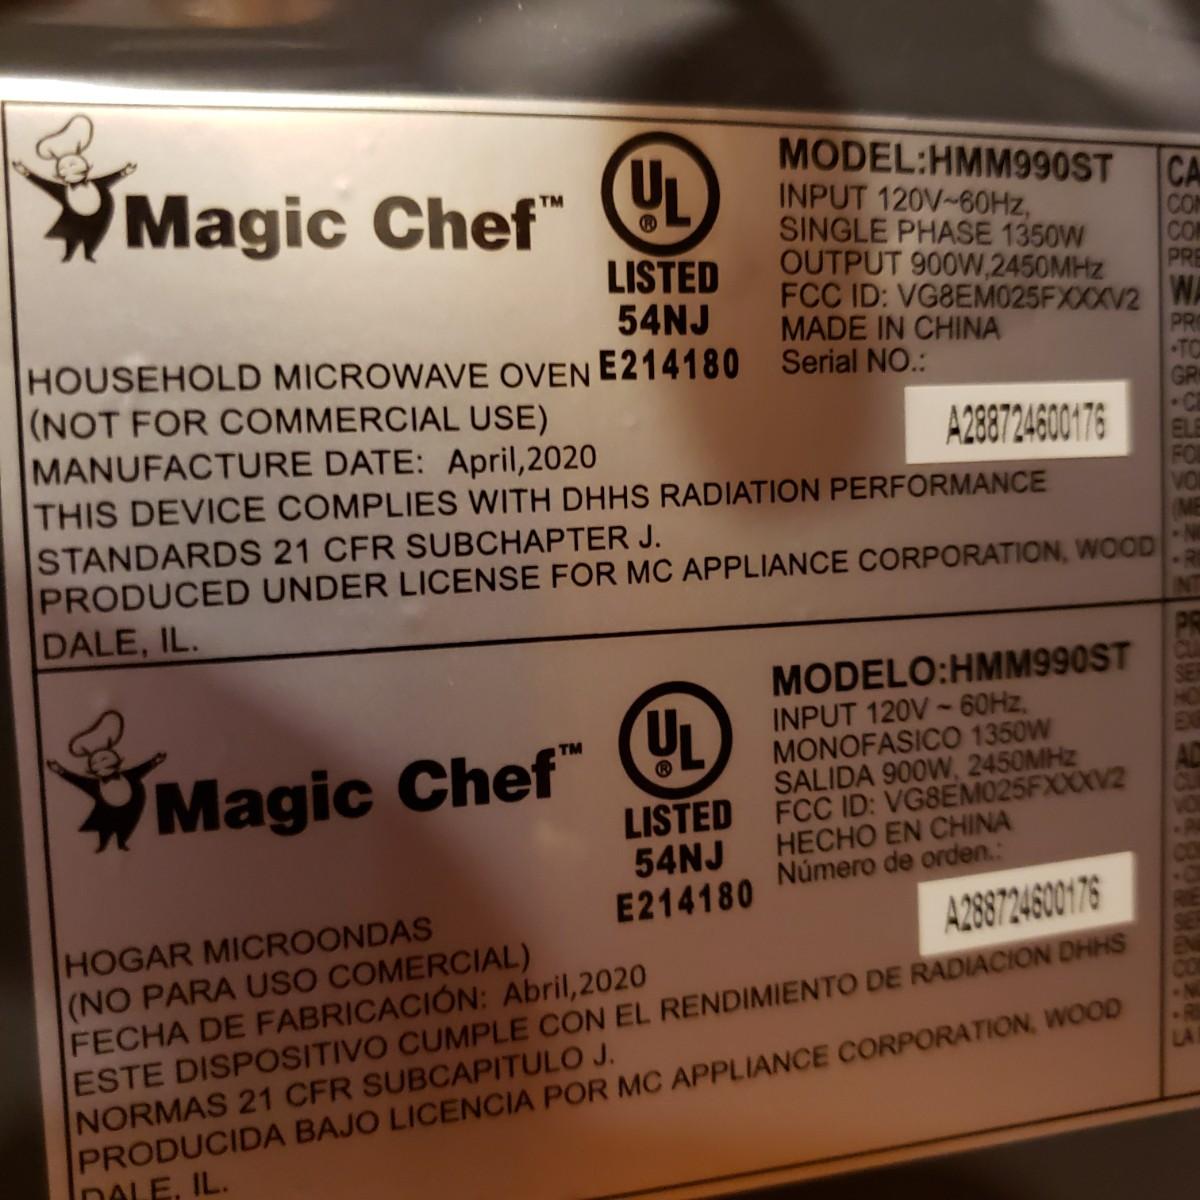 Magic Chef™
UL
®
LISTED
54NJ
E214180
MODEL:HMM990ST
INPUT 120V~60Hz,
SINGLE PHASE 1350W
OUTPUT 900W,2450MHz
FCC ID: VG8EM025FXXXV2
MADE IN CHINA
Serial NO.:
A288724600176
HOUSEHOLD MICROWAVE OVEN
(NOT FOR COMMERCIAL USE)
MANUFACTURE DATE: April,2020
THIS DEVICE COMPLIES WITH DHHS RADIATION PERFORMANCE
STANDARDS 21 CFR SUBCHAPTER J.
PRODUCED UNDER LICENSE FOR MC APPLIANCE CORPORATION, WOOD
DALE, IL.
Magic Chef™
UL
®
LISTED
54NJ
E214180
MODELO:HMM990ST
INPUT 120V ~ 60Hz,
MONOFASICO 1350W
SALIDA 900W, 2450MHz
FCC ID: VG8EM025FXXXV2
HECHO EN CHINA
Número de orden.:
A288724600176
HOGAR MICROONDAS
(NO PARA USO COMERCIAL)
FECHA DE FABRICACIÓN: Abril,2020
ESTE DISPOSITIVO CUMPLE CON EL RENDIMIENTO DE RADIACION DHHS
NORMAS 21 CFR SUBCAPITULO J.
PRODUCIDA BAJO LICENCIA POR MC APPLIANCE CORPORATION, WOOD
DALE, IL.